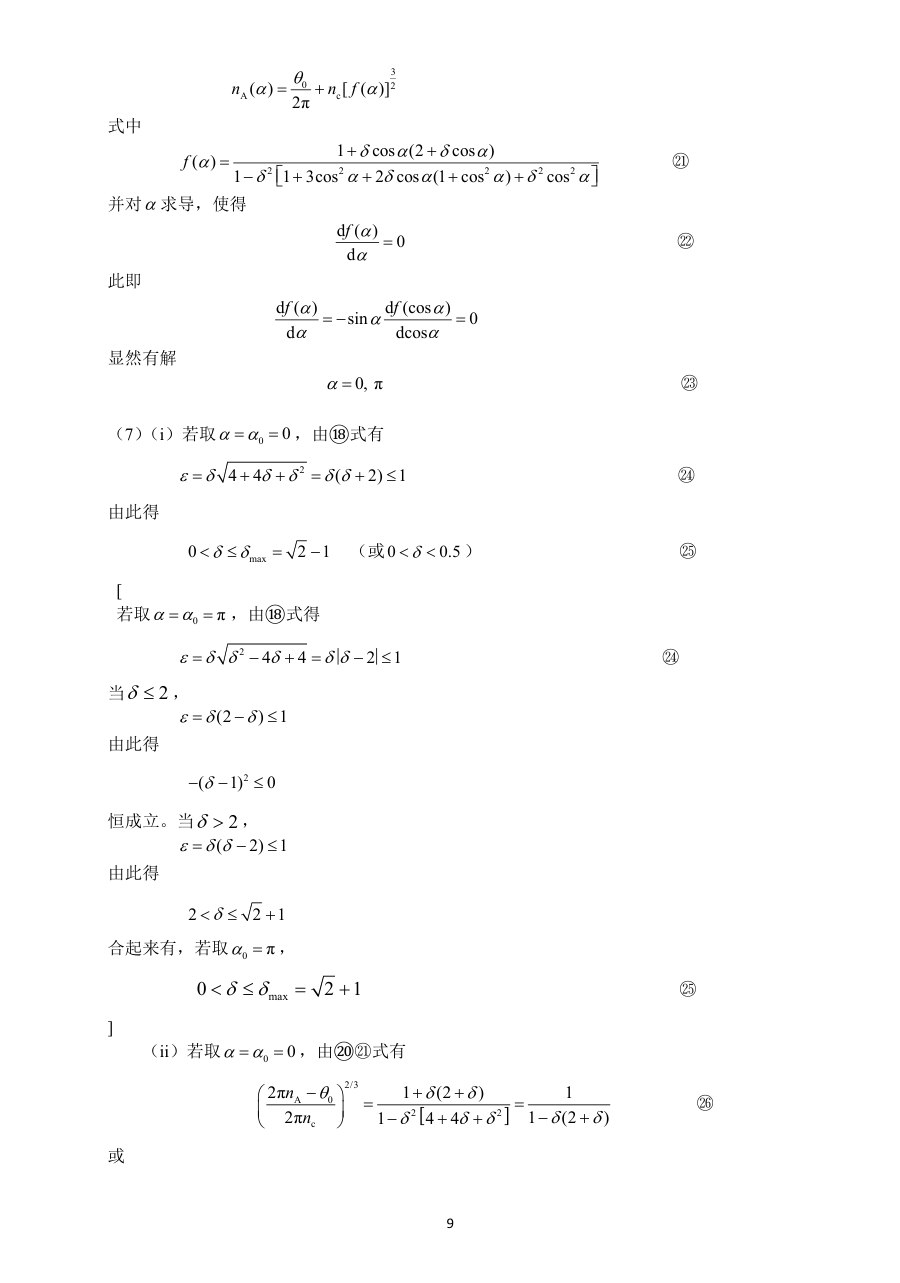 n_A(α) = θ₀/2π + n_c[f(α)]^{3/2}
式中
f(α) = (1+δcosα(2+δcosα))/(1−δ²[1+3cos²α+2δcosα(1+cos²α)+δ²cos²α]) ㉑
并对α求导，使得
df(α)/dα = 0 ㉒
此即
df(α)/dα = −sinα df(cosα)/dcosα = 0
显然有解
α = 0, π ㉓
（7）（i）若取α = α₀ = 0，由⑱式有
ε = δ√(4+4δ+δ²) = δ(δ+2) ≤ 1 ㉔
由此得
0 < δ ≤ δ_max = √2 −1 （或0 < δ < 0.5） ㉕
[
若取α = α₀ = π，由⑱式得
ε = δ√(δ²−4δ+4) = δ|δ−2| ≤ 1 ㉔
当δ ≤ 2，
ε = δ(2−δ) ≤ 1
由此得
−(δ−1)² ≤ 0
恒成立。当δ > 2，
ε = δ(δ−2) ≤ 1
由此得
2 < δ ≤ √2 +1
合起来有，若取α₀ = π，
0 < δ ≤ δ_max = √2 +1 ㉕
]
（ii）若取α = α₀ = 0，由⑳㉑式有
((2πn_A − θ₀)/(2πn_c))^{2/3} = (1+δ(2+δ))/(1−δ²[4+4δ+δ²]) = 1/(1−δ(2+δ)) ㉖
或
9